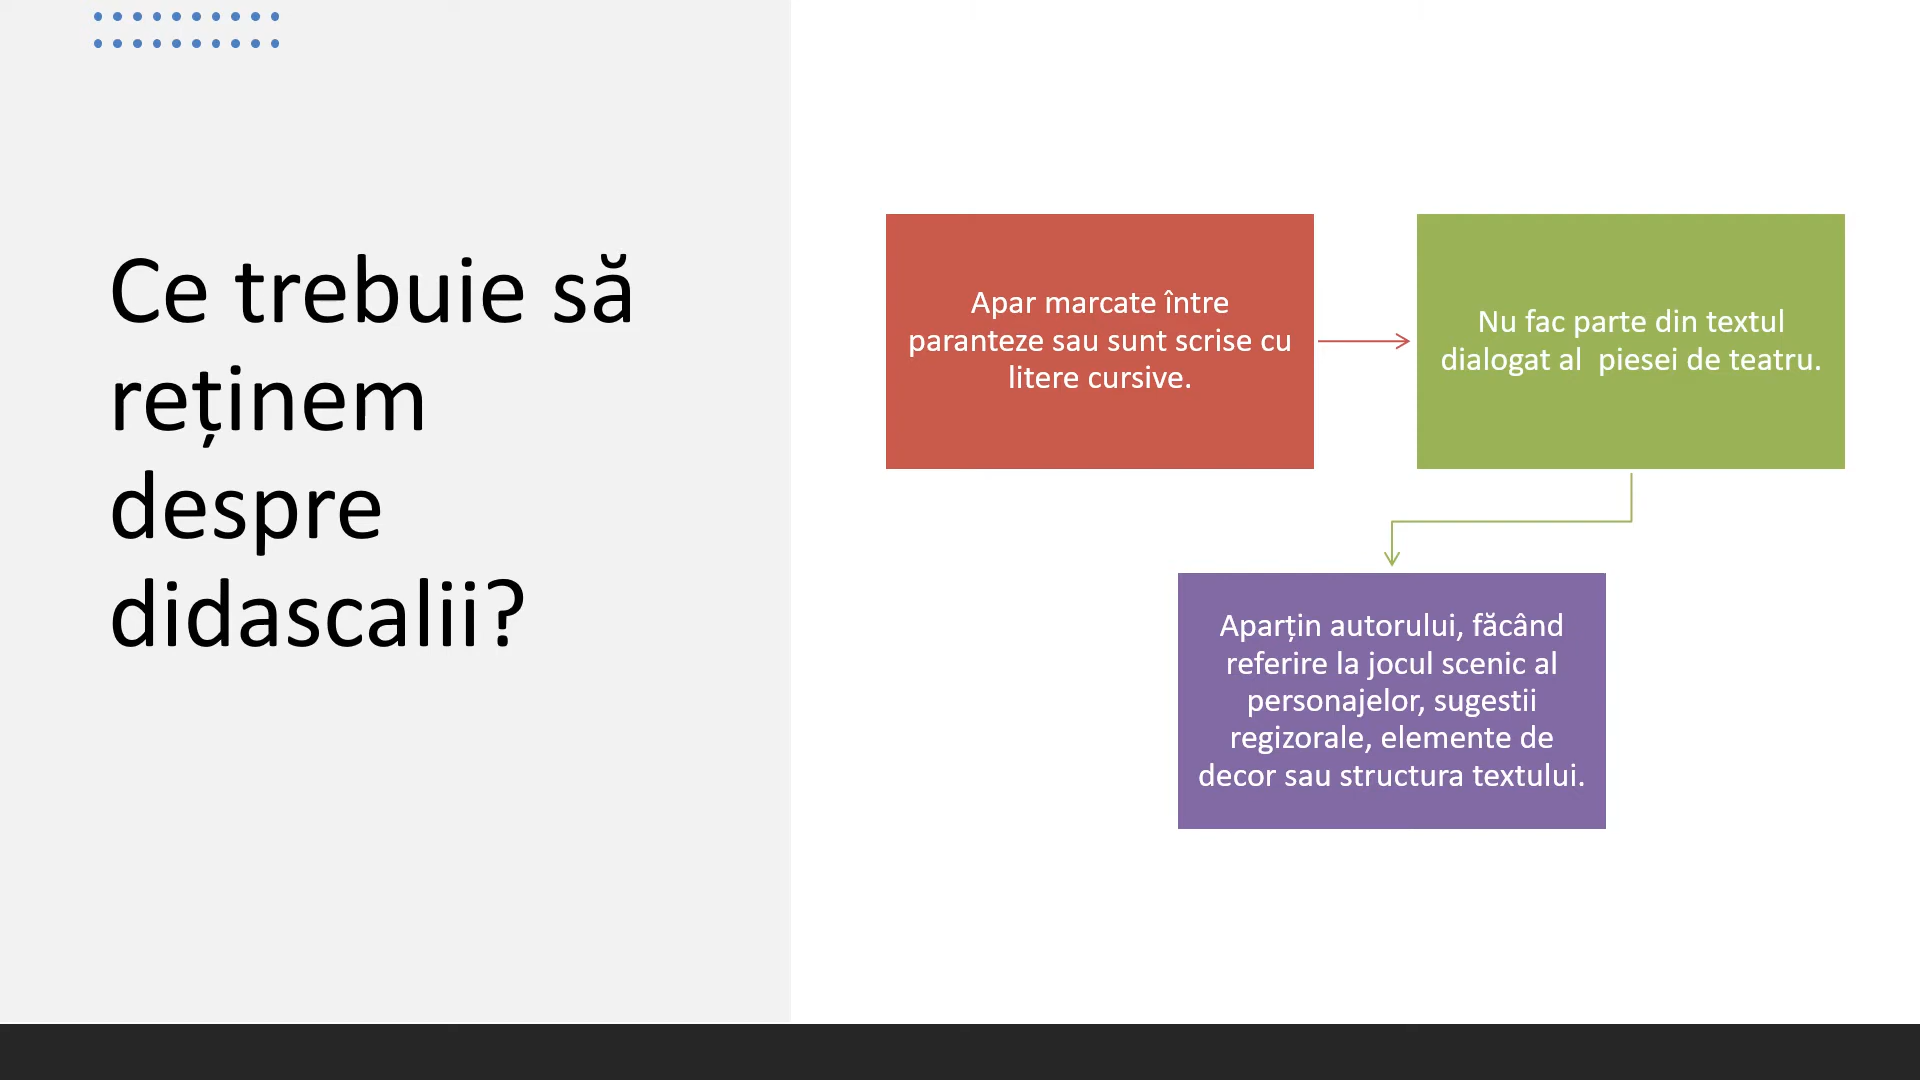 Ce trebuie să
reținem
despre
didascalii?
Apar marcate între
paranteze sau sunt scrise cu
litere cursive.
Nu fac parte din textul
dialogat al  piesei de teatru.
Aparțin autorului, făcând
referire la jocul scenic al
personajelor, sugestii
regizorale, elemente de
decor sau structura textului.